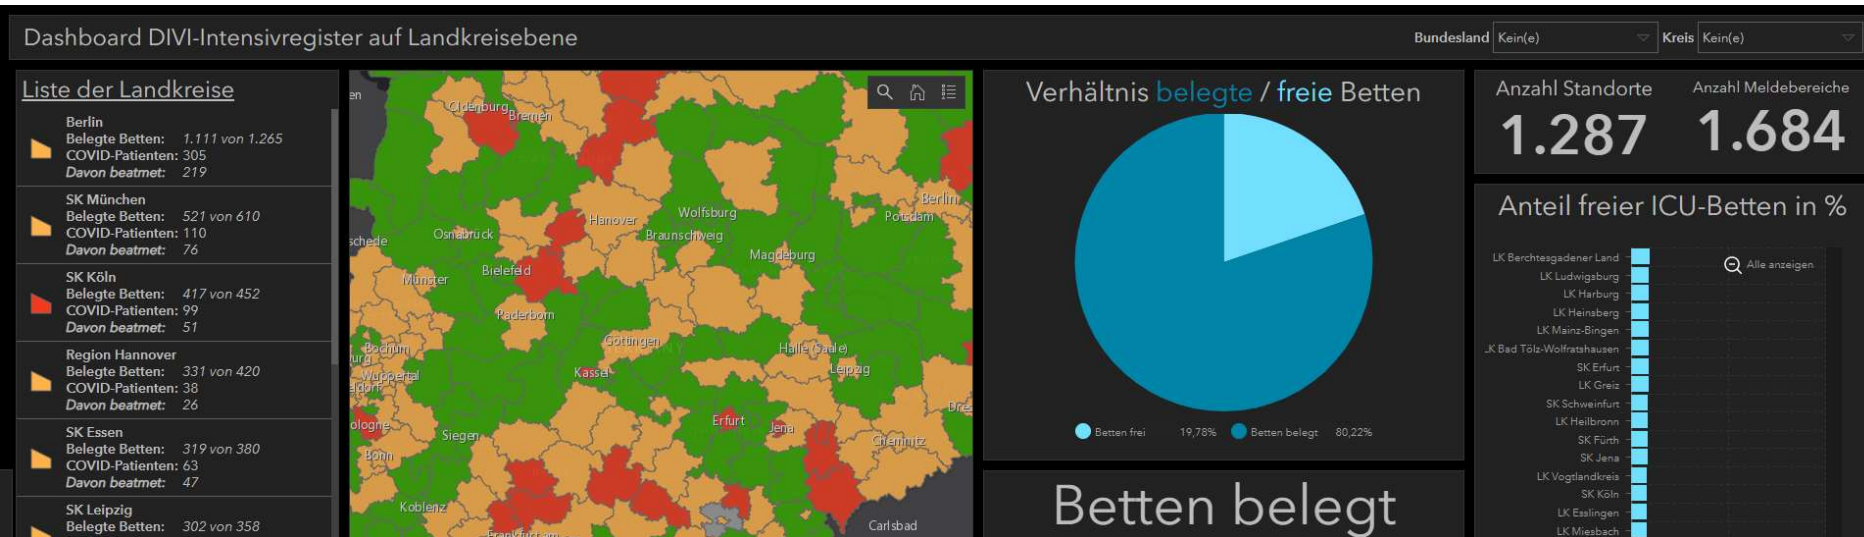 Dashboard DIVI-Intensivregister auf Landkreisebene
Bundesland Kein(e) Kreis Kein(e)
Liste der Landkreise
Berlin
Belegte Betten: 1.111 von 1.265
COVID-Patienten: 305
Davon beatmet: 219
SK München
Belegte Betten: 521 von 610
COVID-Patienten: 110
Davon beatmet: 76
SK Köln
Belegte Betten: 417 von 452
COVID-Patienten: 99
Davon beatmet: 51
Region Hannover
Belegte Betten: 331 von 420
COVID-Patienten: 38
Davon beatmet: 26
SK Essen
Belegte Betten: 319 von 380
COVID-Patienten: 63
Davon beatmet: 47
SK Leipzig
Belegte Betten: 302 von 358
en
Oldenburg
Bremen
Berlin
Potsdam
Wolfsburg
Hanover
Braunschweig
Osnabrück
schede
Magdeburg
Bielefeld
Münster
Paderborn
Göttingen
Halle (Saale)
Bochum
Leipzig
Kassel
Wuppertal
Dre
Erfurt
Jena
ologne
Siegen
Chemnitz
Bonn
Koblenz
Carlsbad
Frankfurt am
Verhältnis belegte / freie Betten
Betten frei 19,78% Betten belegt 80,22%
Betten belegt
Anzahl Standorte
1.287
Anzahl Meldebereiche
1.684
Anteil freier ICU-Betten in %
Alle anzeigen
LK Berchtesgadener Land
LK Ludwigsburg
LK Harburg
LK Heinsberg
LK Mainz-Bingen
.K Bad Tölz-Wolfratshausen
SK Erfurt
LK Greiz
SK Schweinfurt
LK Heilbronn
SK Fürth
SK Jena
LK Vogtlandkreis
SK Köln
LK Esslingen
LK Miesbach